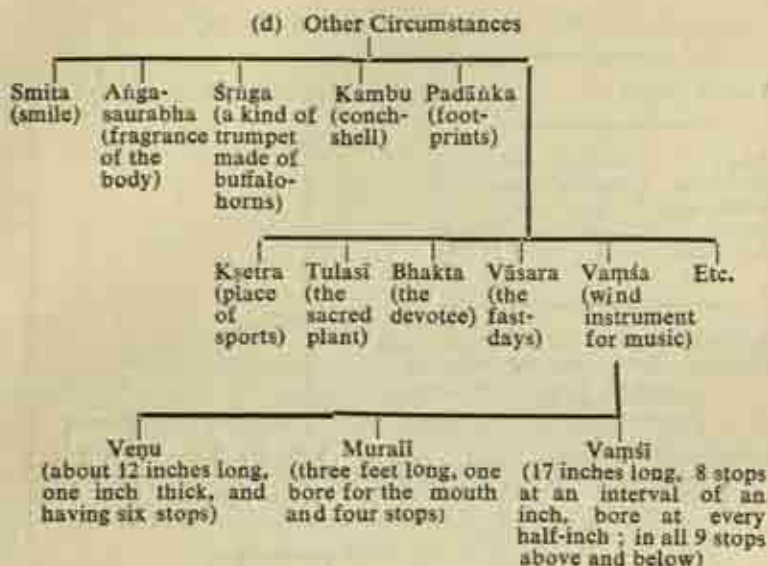 (d) Other Circumstances
Smita
(smile)
Aṅga-
saurabha
(fragrance
of the
body)
Śṛṅga
(a kind of
trumpet
made of
buffalo-
horns)
Kambu
(conch-
shell)
Padāṅka
(foot-
prints)
Kṣetra
(place
of
sports)
Tulasī
(the
sacred
plant)
Bhakta
(the
devotee)
Vāsara
(the
fast-
days)
Vaṃśa
(wind
instrument
for music)
Etc.
Veṇu
(about 12 inches long,
one inch thick, and
having six stops)
Muralī
(three feet long, one
bore for the mouth
and four stops)
Vaṃśī
(17 inches long, 8 stops
at an interval of an
inch, bore at every
half-inch ; in all 9 stops
above and below)